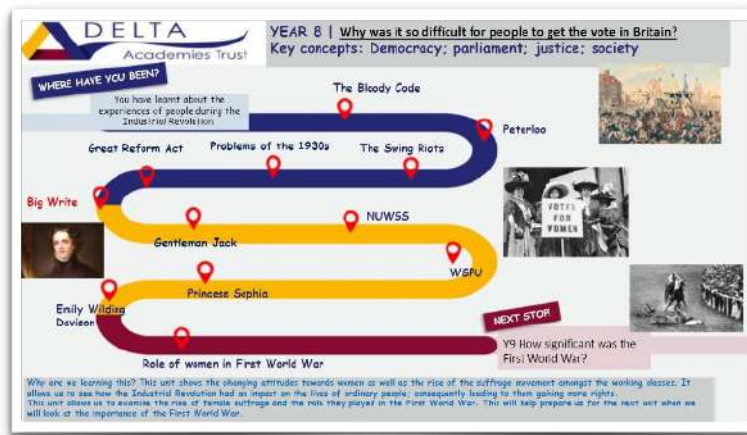 DELTA
Academies Trust
YEAR 8 | Why was it so difficult for people to get the vote in Britain?
Key concepts: Democracy; parliament; justice; society
WHERE HAVE YOU BEEN?
You have learnt about the
experiences of people during the
Industrial Revolution
The Bloody Code
Peterloo
Great Reform Act
Problems of the 1930s
The Swing Riots
Big Write
Gentleman Jack
NUWSS
VOTES
FOR
WOMEN
WSPU
Princess Sophia
Emily Wilding
Davison
Role of women in First World War
NEXT STOP!
Y9 How significant was the
First World War?
Why are we learning this? This unit shows the changing attitudes towards women as well as the rise of the suffrage movement amongst the working classes. It
allows us to see how the Industrial Revolution had an impact on the lives of ordinary people; consequently leading to them gaining more rights.
This unit allows us to examine the rise of female suffrage and the role they played in the First World War. This will help prepare us for the next unit when we
will look at the importance of the First World War.